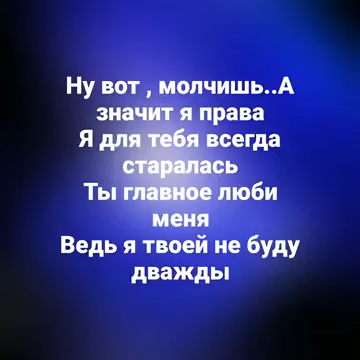 Ну вот , молчишь..А
значит я права
Я для тебя всегда
старалась
Ты главное люби
меня
Ведь я твоей не буду
дважды